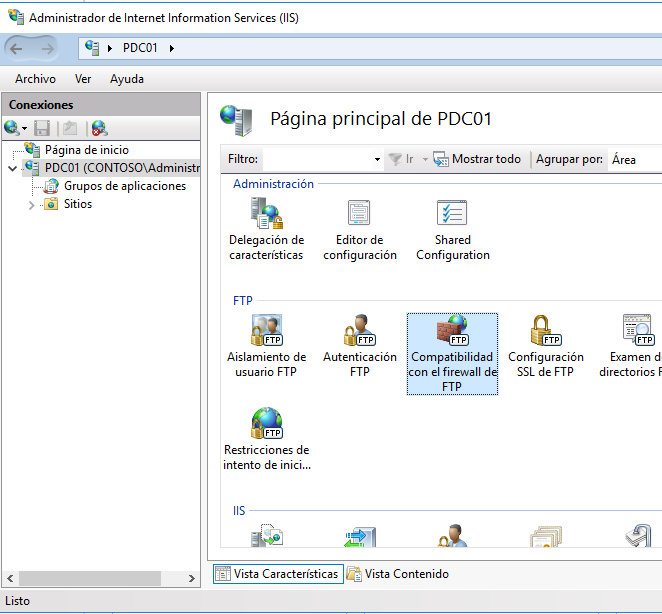 Administrador de Internet Information Services (IIS)
PDC01
Archivo Ver Ayuda
Conexiones
Página de inicio
PDC01 (CONTOSO\Administr
Grupos de aplicaciones
Sitios
Página principal de PDC01
Filtro: Ir Mostrar todo Agrupar por: Área
Administración
Delegación de
características
Editor de
configuración
Shared
Configuration
FTP
FTP
Aislamiento de
usuario FTP
FTP
Autenticación
FTP
FTP
Compatibilidad
con el firewall de
FTP
FTP
Configuración
SSL de FTP
FTP
Examen d
directorios F
FTP
Restricciones de
intento de inici...
IIS
Vista Características Vista Contenido
Listo